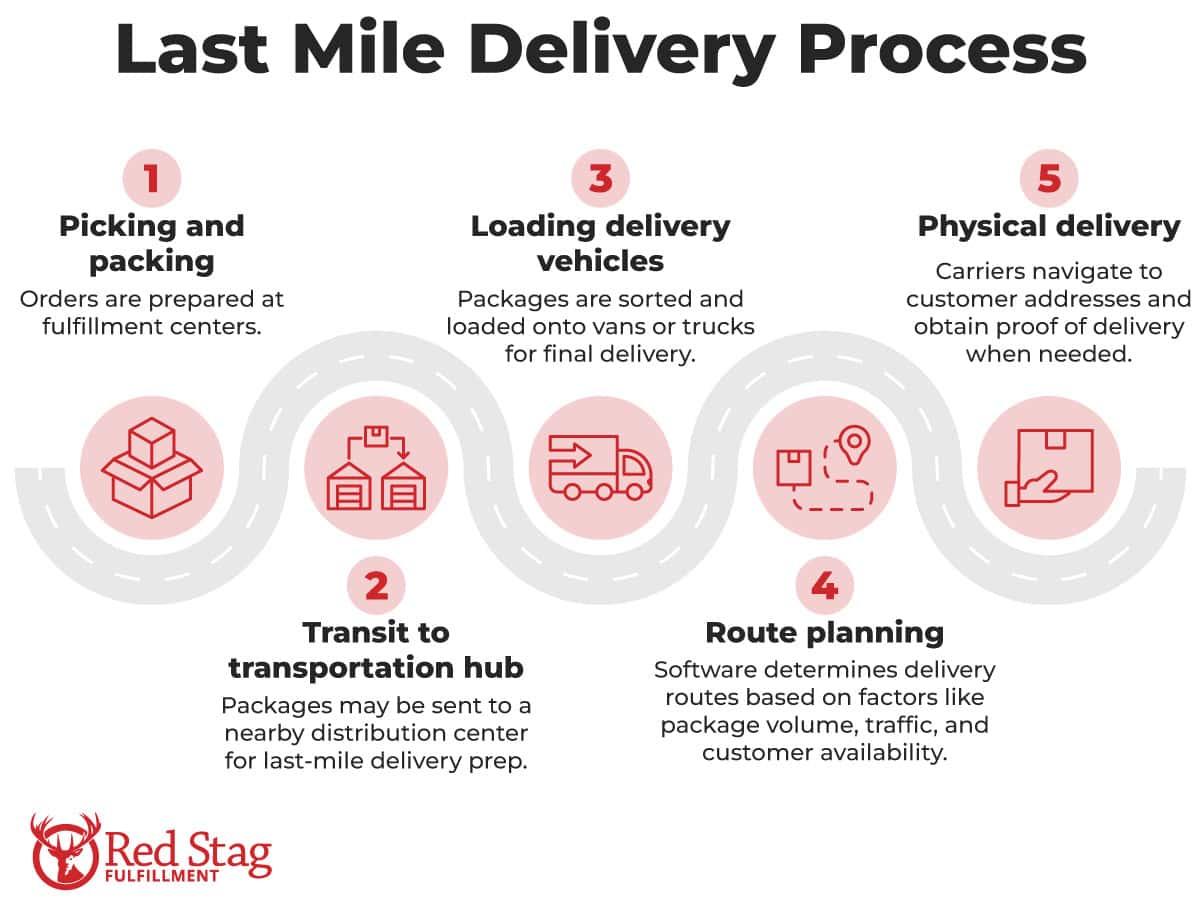 Last Mile Delivery Process
1
Picking and
packing
Orders are prepared at
fulfillment centers.
2
Transit to
transportation hub
Packages may be sent to a
nearby distribution center
for last-mile delivery prep.
3
Loading delivery
vehicles
Packages are sorted and
loaded onto vans or trucks
for final delivery.
4
Route planning
Software determines delivery
routes based on factors like
package volume, traffic, and
customer availability.
5
Physical delivery
Carriers navigate to
customer addresses and
obtain proof of delivery
when needed.
Red Stag
FULFILLMENT